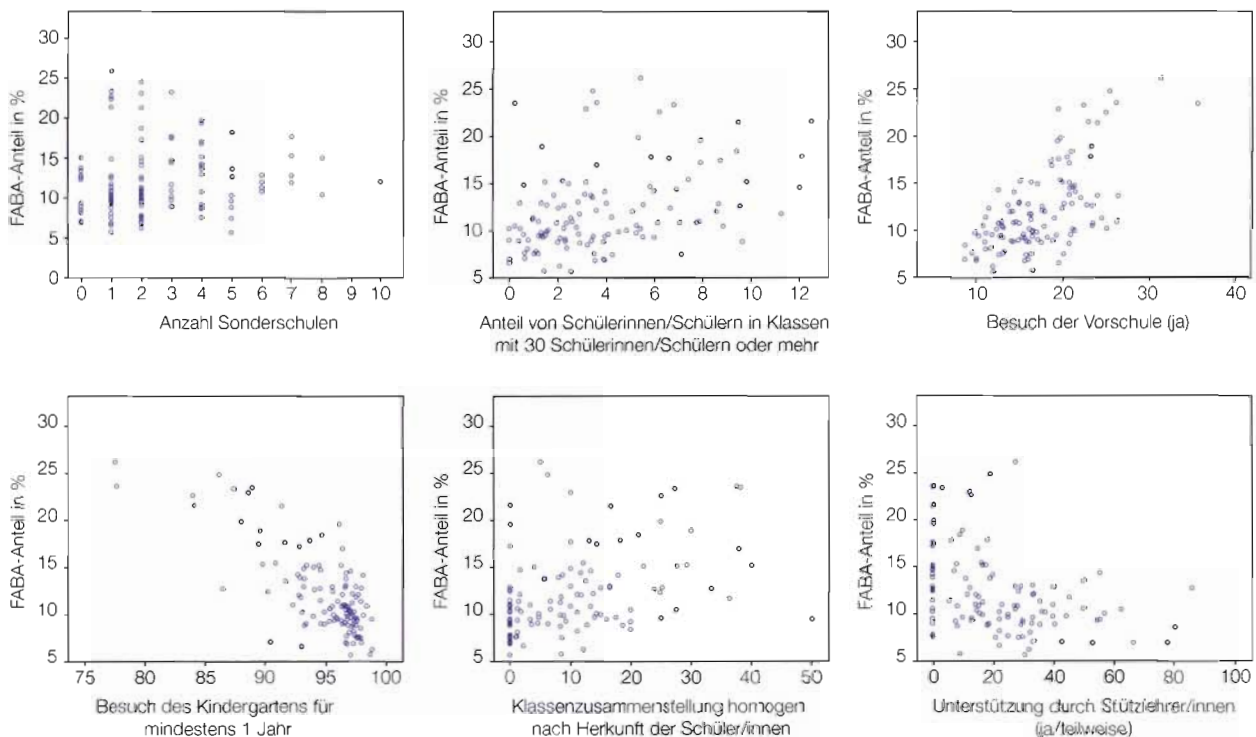 FABA-Anteil in %
30
25
20
15
10
5
0
0 1 2 3 4 5 6 7 8 9 10
Anzahl Sonderschulen
FABA-Anteil in %
30
25
20
15
10
5
0 2 4 6 8 10 12
Anteil von Schülerinnen/Schülern in Klassen
mit 30 Schülerinnen/Schülern oder mehr
FABA-Anteil in %
30
25
20
15
10
5
10 20 30 40
Besuch der Vorschule (ja)
FABA-Anteil in %
30
25
20
15
10
5
75 80 85 90 95 100
Besuch des Kindergartens für
mindestens 1 Jahr
FABA-Anteil in %
30
25
20
15
10
5
0 10 20 30 40 50
Klassenzusammenstellung homogen
nach Herkunft der Schüler/innen
FABA-Anteil in %
30
25
20
15
10
5
0 20 40 60 80 100
Unterstützung durch Stützlehrer/innen
(ja/teilweise)